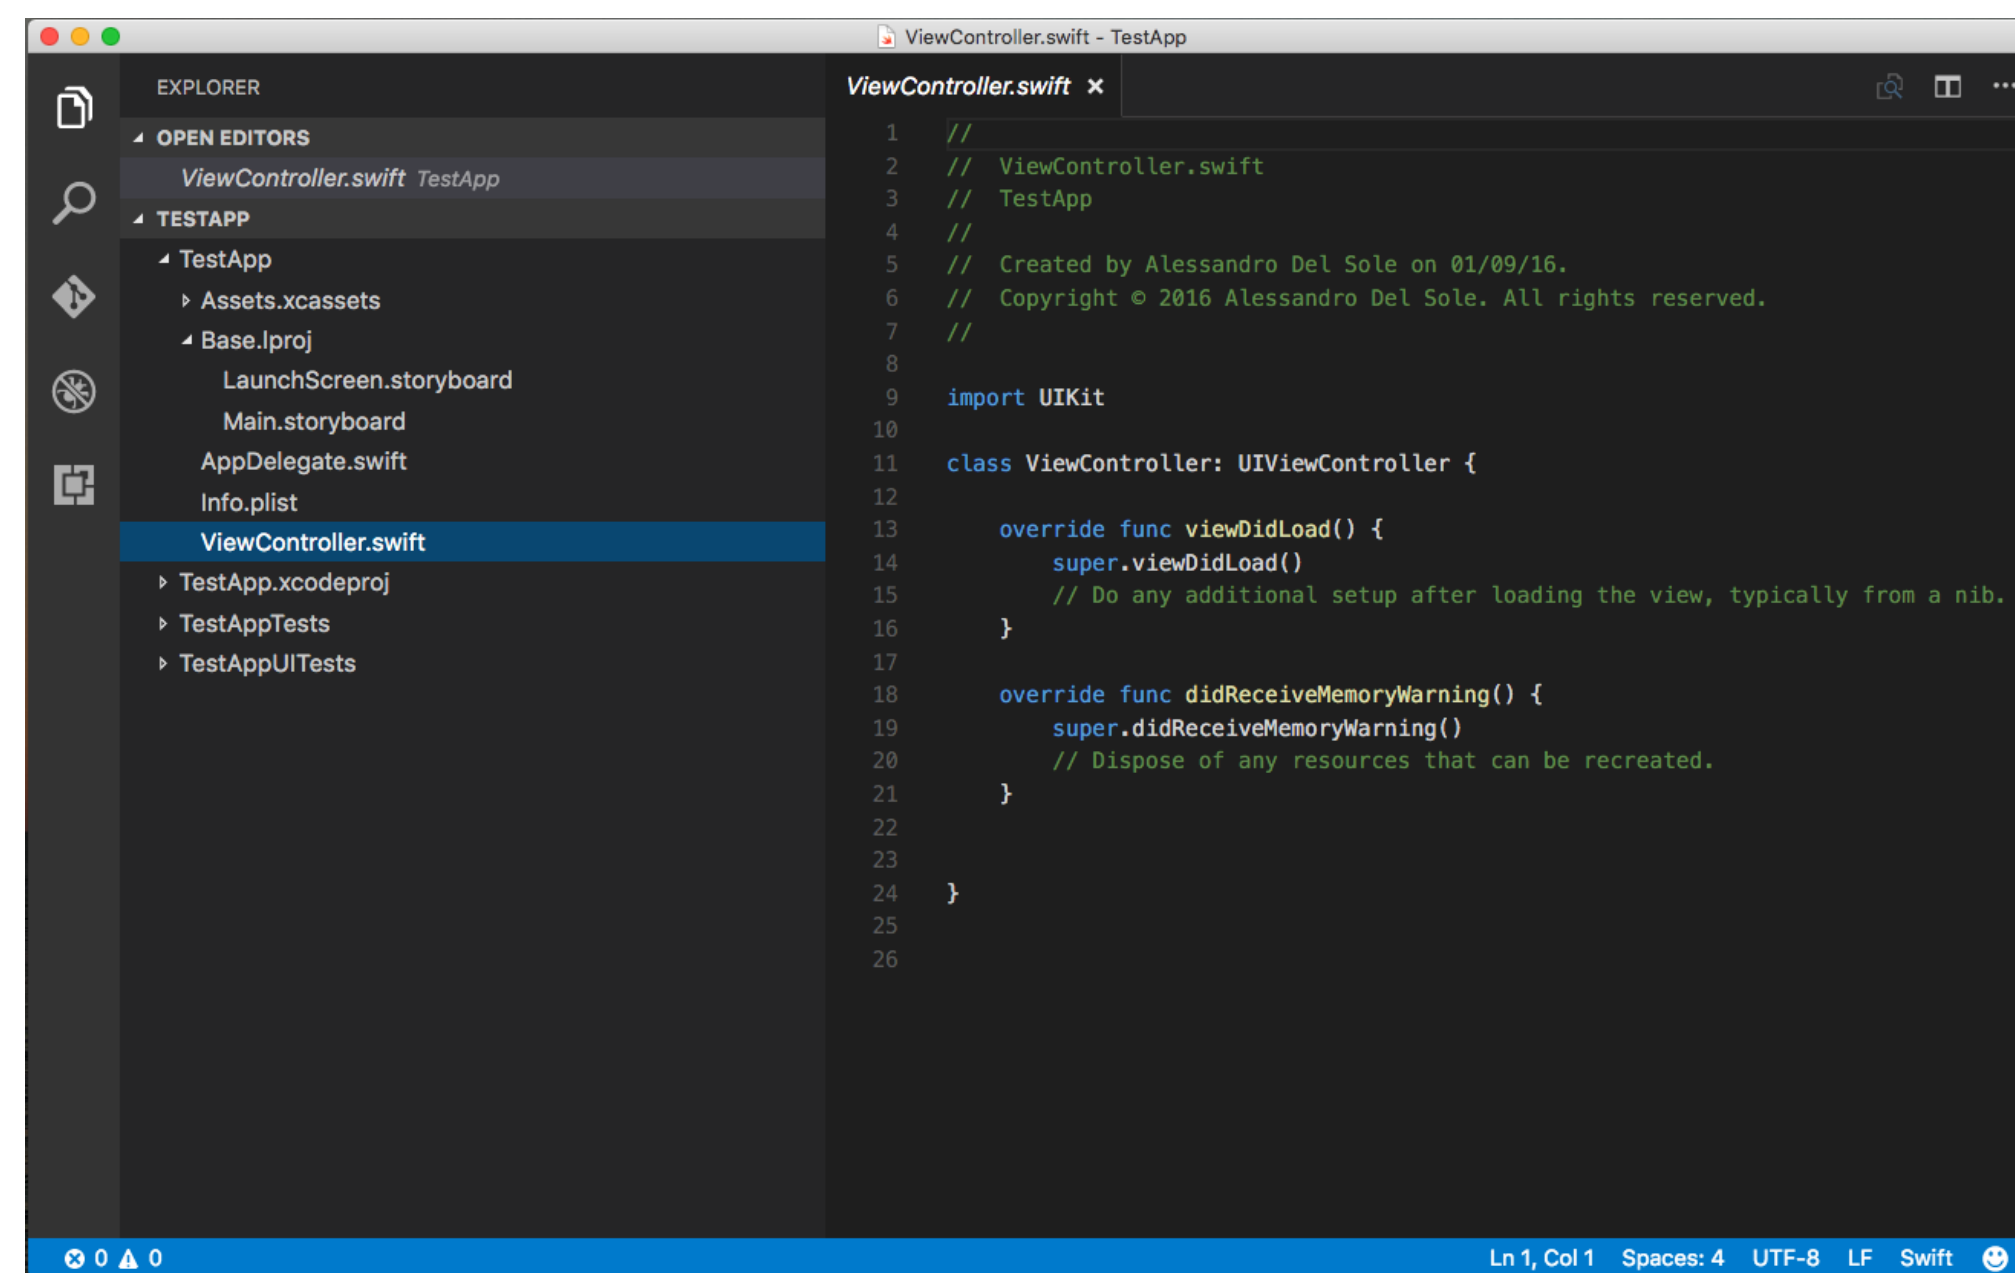 ViewController.swift - TestApp
EXPLORER
OPEN EDITORS
ViewController.swift TestApp
TESTAPP
TestApp
Assets.xcassets
Base.lproj
LaunchScreen.storyboard
Main.storyboard
AppDelegate.swift
Info.plist
ViewController.swift
TestApp.xcodeproj
TestAppTests
TestAppUITests
ViewController.swift ×
1 //
2 //  ViewController.swift
3 //  TestApp
4 //
5 //  Created by Alessandro Del Sole on 01/09/16.
6 //  Copyright © 2016 Alessandro Del Sole. All rights reserved.
7 //
8
9 import UIKit
10
11 class ViewController: UIViewController {
12
13     override func viewDidLoad() {
14         super.viewDidLoad()
15         // Do any additional setup after loading the view, typically from a nib.
16     }
17
18     override func didReceiveMemoryWarning() {
19         super.didReceiveMemoryWarning()
20         // Dispose of any resources that can be recreated.
21     }
22
23
24 }
25
26
0 0
Ln 1, Col 1 Spaces: 4 UTF-8 LF Swift